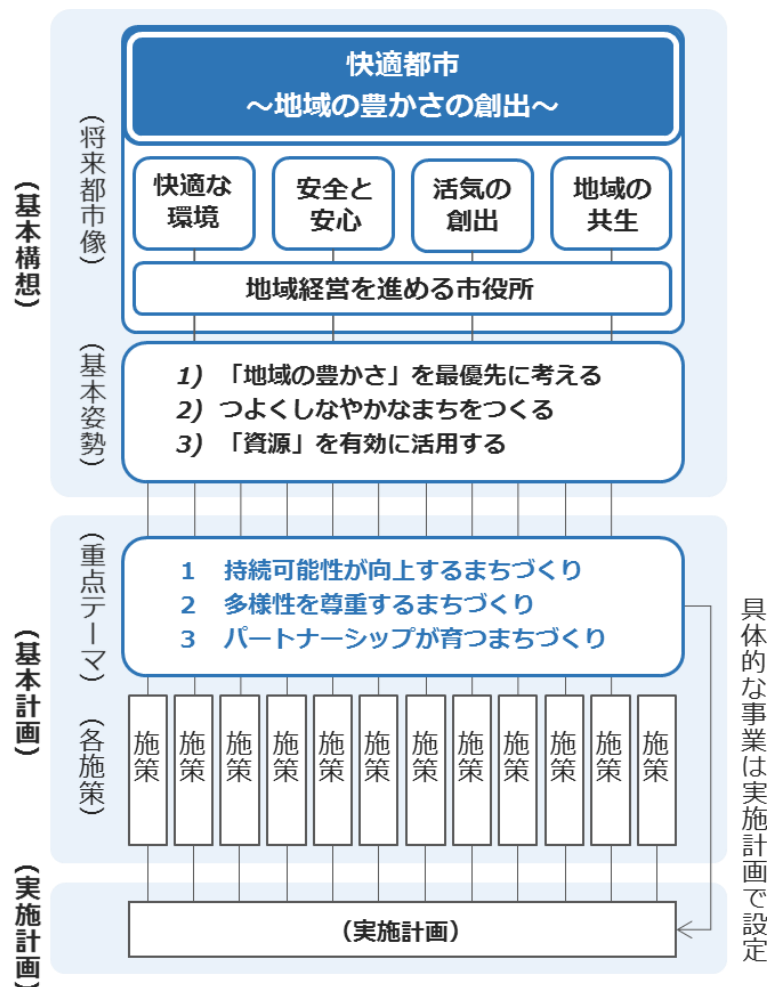 (基本構想)
(将来都市像)
快適都市
～地域の豊かさの創出～
快適な
環境
安全と
安心
活気の
創出
地域の
共生
地域経営を進める市役所
(基本姿勢)
1) 「地域の豊かさ」を最優先に考える
2) つよくしなやかなまちをつくる
3) 「資源」を有効に活用する
(基本計画)
(重点テーマ)
1 持続可能性が向上するまちづくり
2 多様性を尊重するまちづくり
3 パートナーシップが育つまちづくり
(各施策)
施策
施策
施策
施策
施策
施策
施策
施策
施策
施策
施策
施策
具体的な事業は実施計画で設定
(実施計画)
(実施計画)